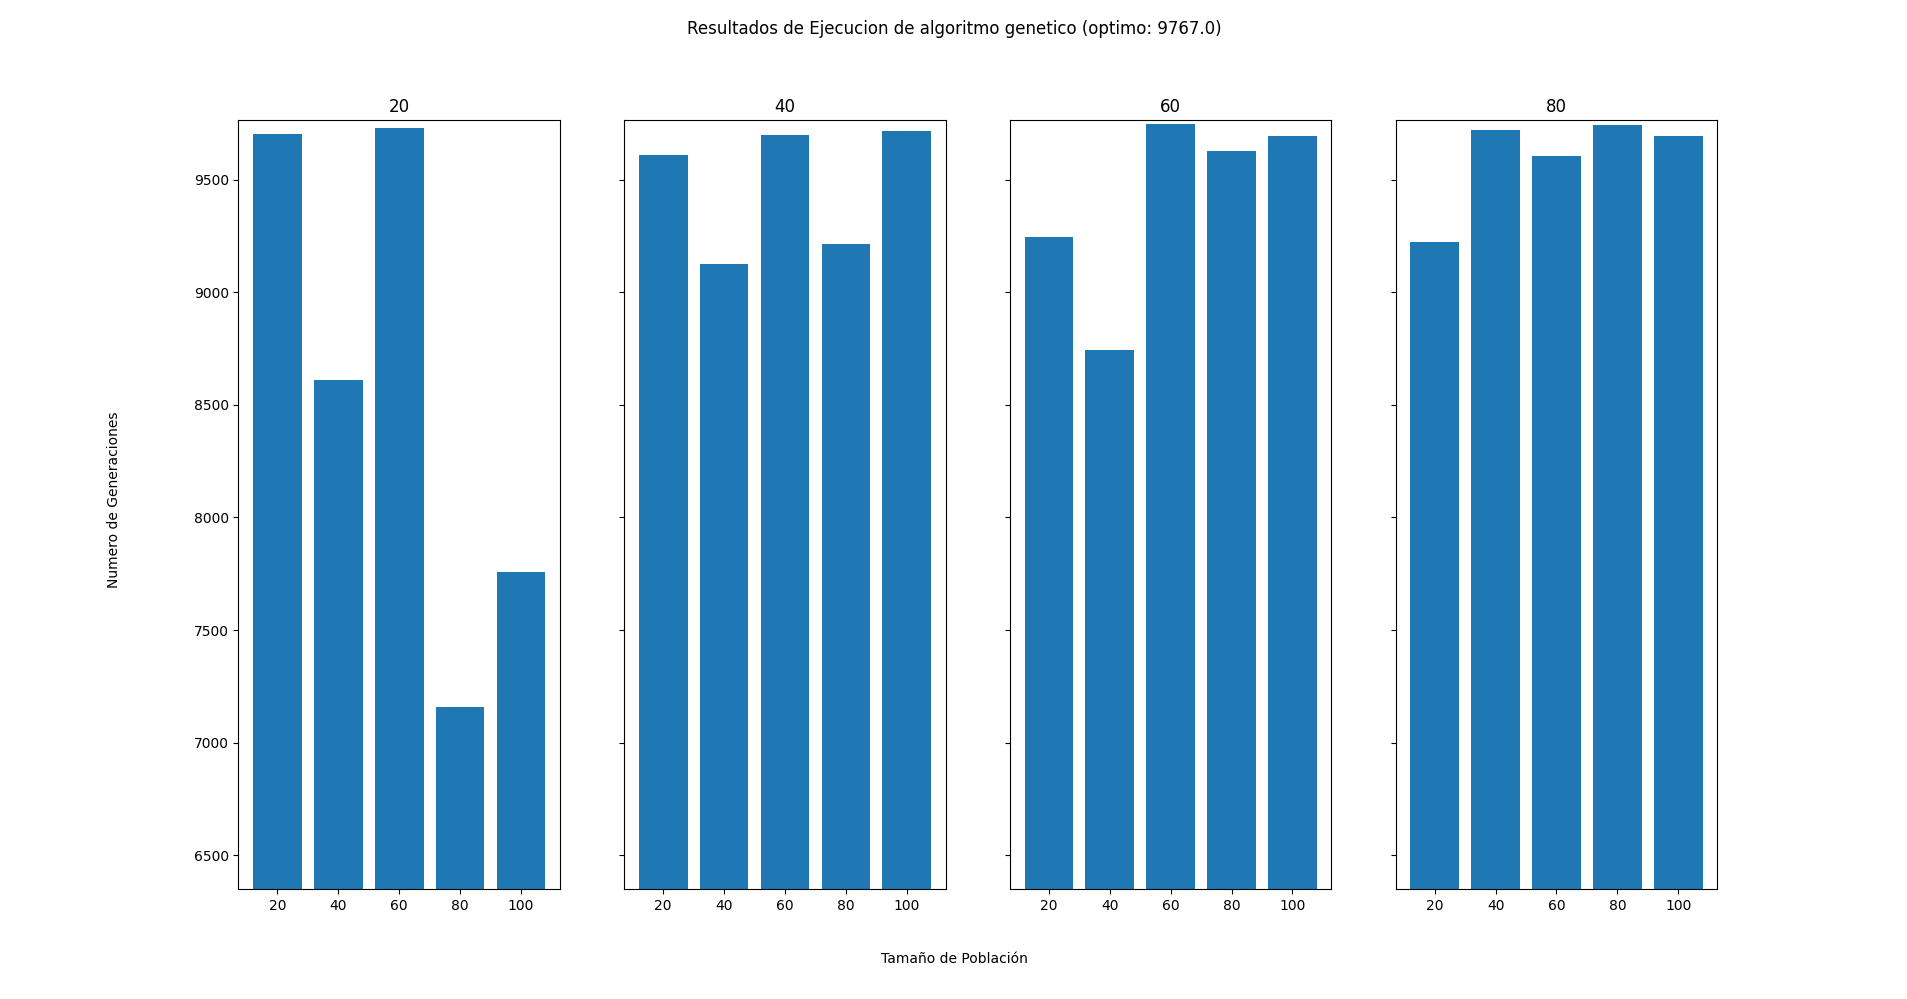 Resultados de Ejecucion de algoritmo genetico (optimo: 9767.0)
20 40 60 80
9500
9000
8500
8000
7500
7000
6500
Numero de Generaciones
20 40 60 80 100 20 40 60 80 100 20 40 60 80 100 20 40 60 80 100
Tamaño de Población